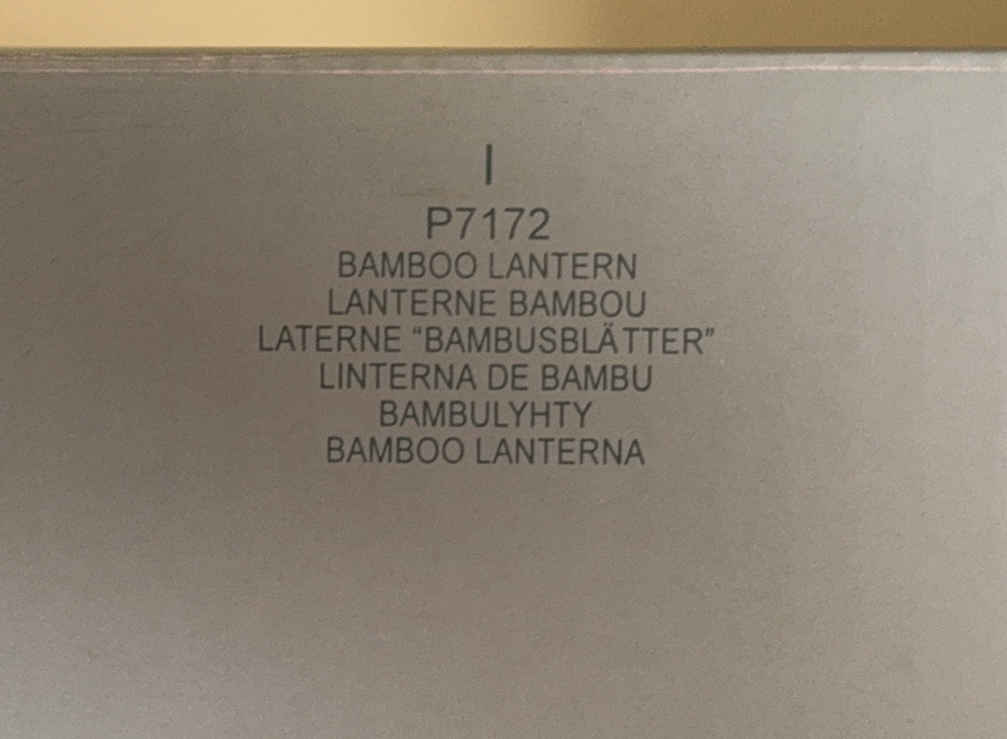 I
P7172
BAMBOO LANTERN
LANTERNE BAMBOU
LATERNE “BAMBUSBLÄTTER”
LINTERNA DE BAMBU
BAMBULYHTY
BAMBOO LANTERNA